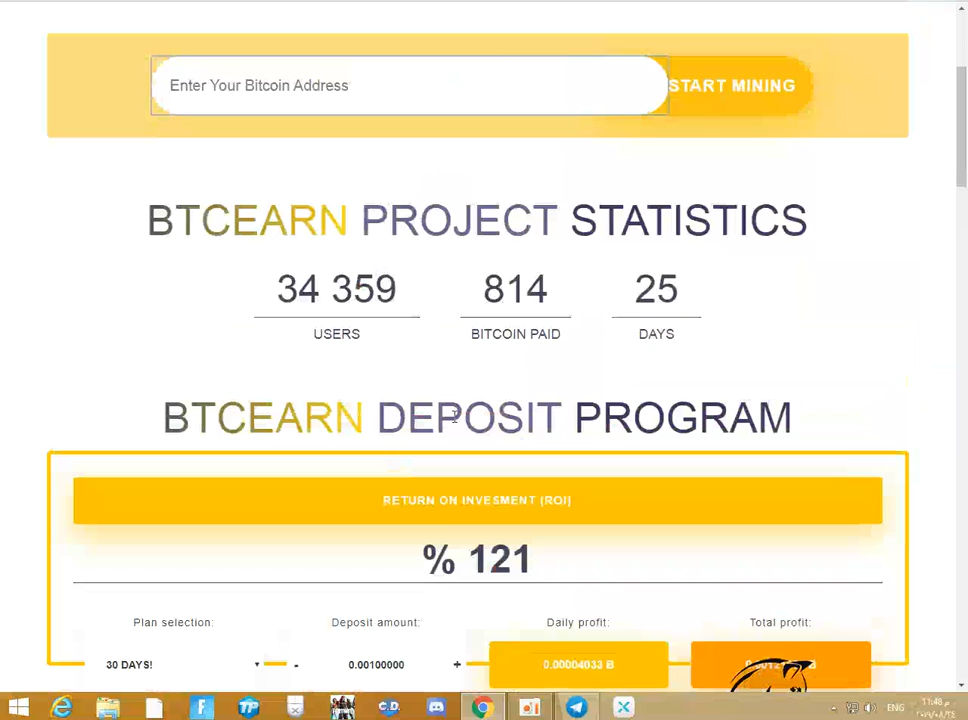 Enter Your Bitcoin Address
START MINING
BTCEARN PROJECT STATISTICS
34 359 814 25
USERS BITCOIN PAID DAYS
BTCEARN DEPOSIT PROGRAM
RETURN ON INVESMENT (ROI)
% 121
Plan selection: Deposit amount: Daily profit: Total profit:
30 DAYS! - 0.00100000 + 0.00004033 B
ENG